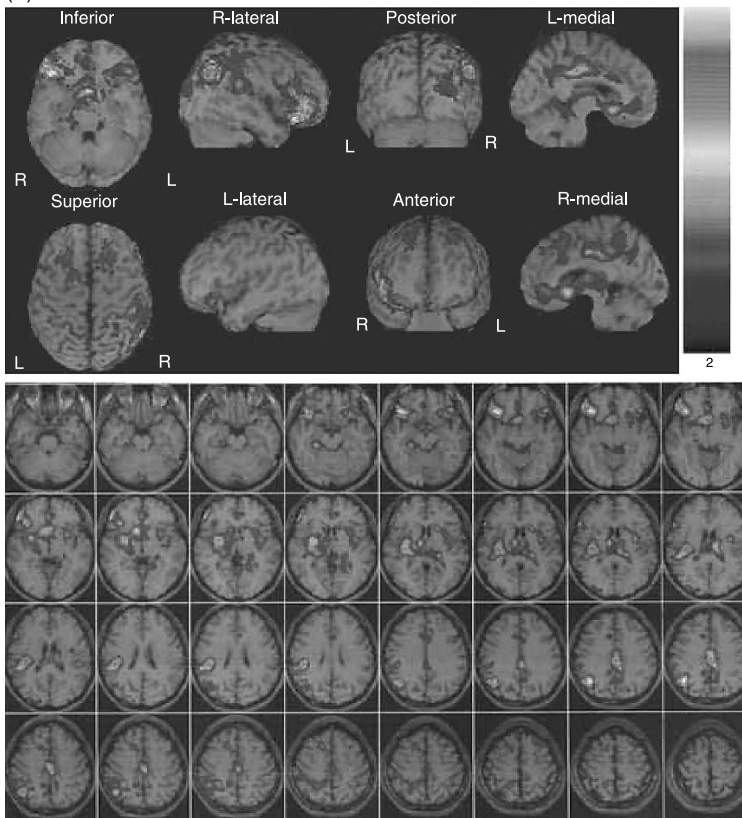 Inferior R-lateral Posterior L-medial
R L L R
Superior L-lateral Anterior R-medial
L R R L
2